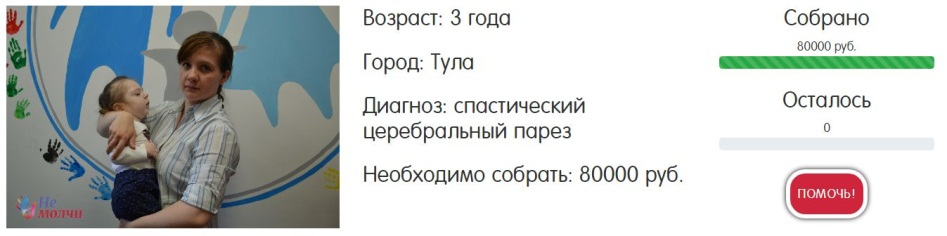 Возраст: 3 года
Город: Тула
Диагноз: спастический
церебральный парез
Необходимо собрать: 80000 руб.
Собрано
80000 руб.
Осталось
0
ПОМОЧЬ!
Не
молчи